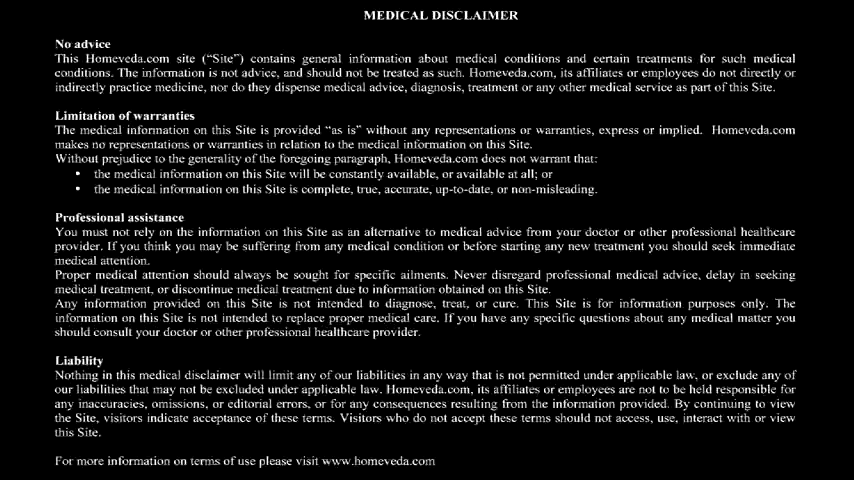 MEDICAL DISCLAIMER
No advice
This Homeveda.com site (“Site”) contains general information about medical conditions and certain treatments for such medical
conditions. The information is not advice, and should not be treated as such. Homeveda.com, its affiliates or employees do not directly or
indirectly practice medicine, nor do they dispense medical advice, diagnosis, treatment or any other medical service as part of this Site.
Limitation of warranties
The medical information on this Site is provided “as is” without any representations or warranties, express or implied. Homeveda.com
makes no representations or warranties in relation to the medical information on this Site.
Without prejudice to the generality of the foregoing paragraph, Homeveda.com does not warrant that:
• the medical information on this Site will be constantly available, or available at all; or
• the medical information on this Site is complete, true, accurate, up-to-date, or non-misleading.
Professional assistance
You must not rely on the information on this Site as an alternative to medical advice from your doctor or other professional healthcare
provider. If you think you may be suffering from any medical condition or before starting any new treatment you should seek immediate
medical attention.
Proper medical attention should always be sought for specific ailments. Never disregard professional medical advice, delay in seeking
medical treatment, or discontinue medical treatment due to information obtained on this Site.
Any information provided on this Site is not intended to diagnose, treat, or cure. This Site is for information purposes only. The
information on this Site is not intended to replace proper medical care. If you have any specific questions about any medical matter you
should consult your doctor or other professional healthcare provider.
Liability
Nothing in this medical disclaimer will limit any of our liabilities in any way that is not permitted under applicable law, or exclude any of
our liabilities that may not be excluded under applicable law. Homeveda.com, its affiliates or employees are not to be held responsible for
any inaccuracies, omissions, or editorial errors, or for any consequences resulting from the information provided. By continuing to view
the Site, visitors indicate acceptance of these terms. Visitors who do not accept these terms should not access, use, interact with or view
this Site.
For more information on terms of use please visit www.homeveda.com